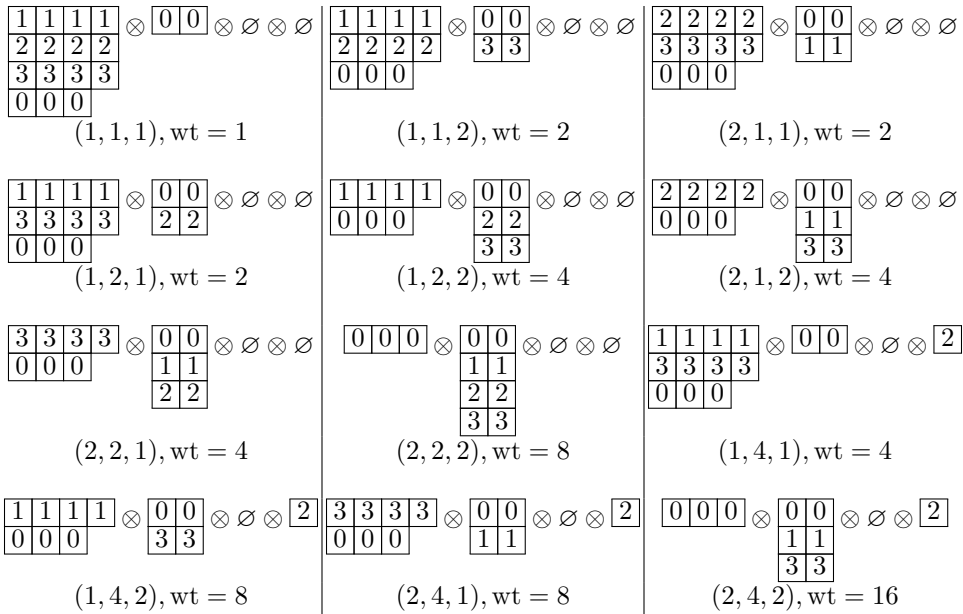 1 1 1 1 ⊗ 0 0 ⊗ ∅ ⊗ ∅
2 2 2 2
3 3 3 3
0 0 0
(1, 1, 1), wt = 1
1 1 1 1 ⊗ 0 0 ⊗ ∅ ⊗ ∅
2 2 2 2 3 3
0 0 0
(1, 1, 2), wt = 2
2 2 2 2 ⊗ 0 0 ⊗ ∅ ⊗ ∅
3 3 3 3 1 1
0 0 0
(2, 1, 1), wt = 2
1 1 1 1 ⊗ 0 0 ⊗ ∅ ⊗ ∅
3 3 3 3 2 2
0 0 0
(1, 2, 1), wt = 2
1 1 1 1 ⊗ 0 0 ⊗ ∅ ⊗ ∅
0 0 0 2 2
3 3
(1, 2, 2), wt = 4
2 2 2 2 ⊗ 0 0 ⊗ ∅ ⊗ ∅
0 0 0 1 1
3 3
(2, 1, 2), wt = 4
3 3 3 3 ⊗ 0 0 ⊗ ∅ ⊗ ∅
0 0 0 1 1
2 2
(2, 2, 1), wt = 4
0 0 0 ⊗ 0 0 ⊗ ∅ ⊗ ∅
1 1
2 2
3 3
(2, 2, 2), wt = 8
1 1 1 1 ⊗ 0 0 ⊗ ∅ ⊗ 2
3 3 3 3
0 0 0
(1, 4, 1), wt = 4
1 1 1 1 ⊗ 0 0 ⊗ ∅ ⊗ 2
0 0 0 3 3
(1, 4, 2), wt = 8
3 3 3 3 ⊗ 0 0 ⊗ ∅ ⊗ 2
0 0 0 1 1
(2, 4, 1), wt = 8
0 0 0 ⊗ 0 0 ⊗ ∅ ⊗ 2
1 1
3 3
(2, 4, 2), wt = 16